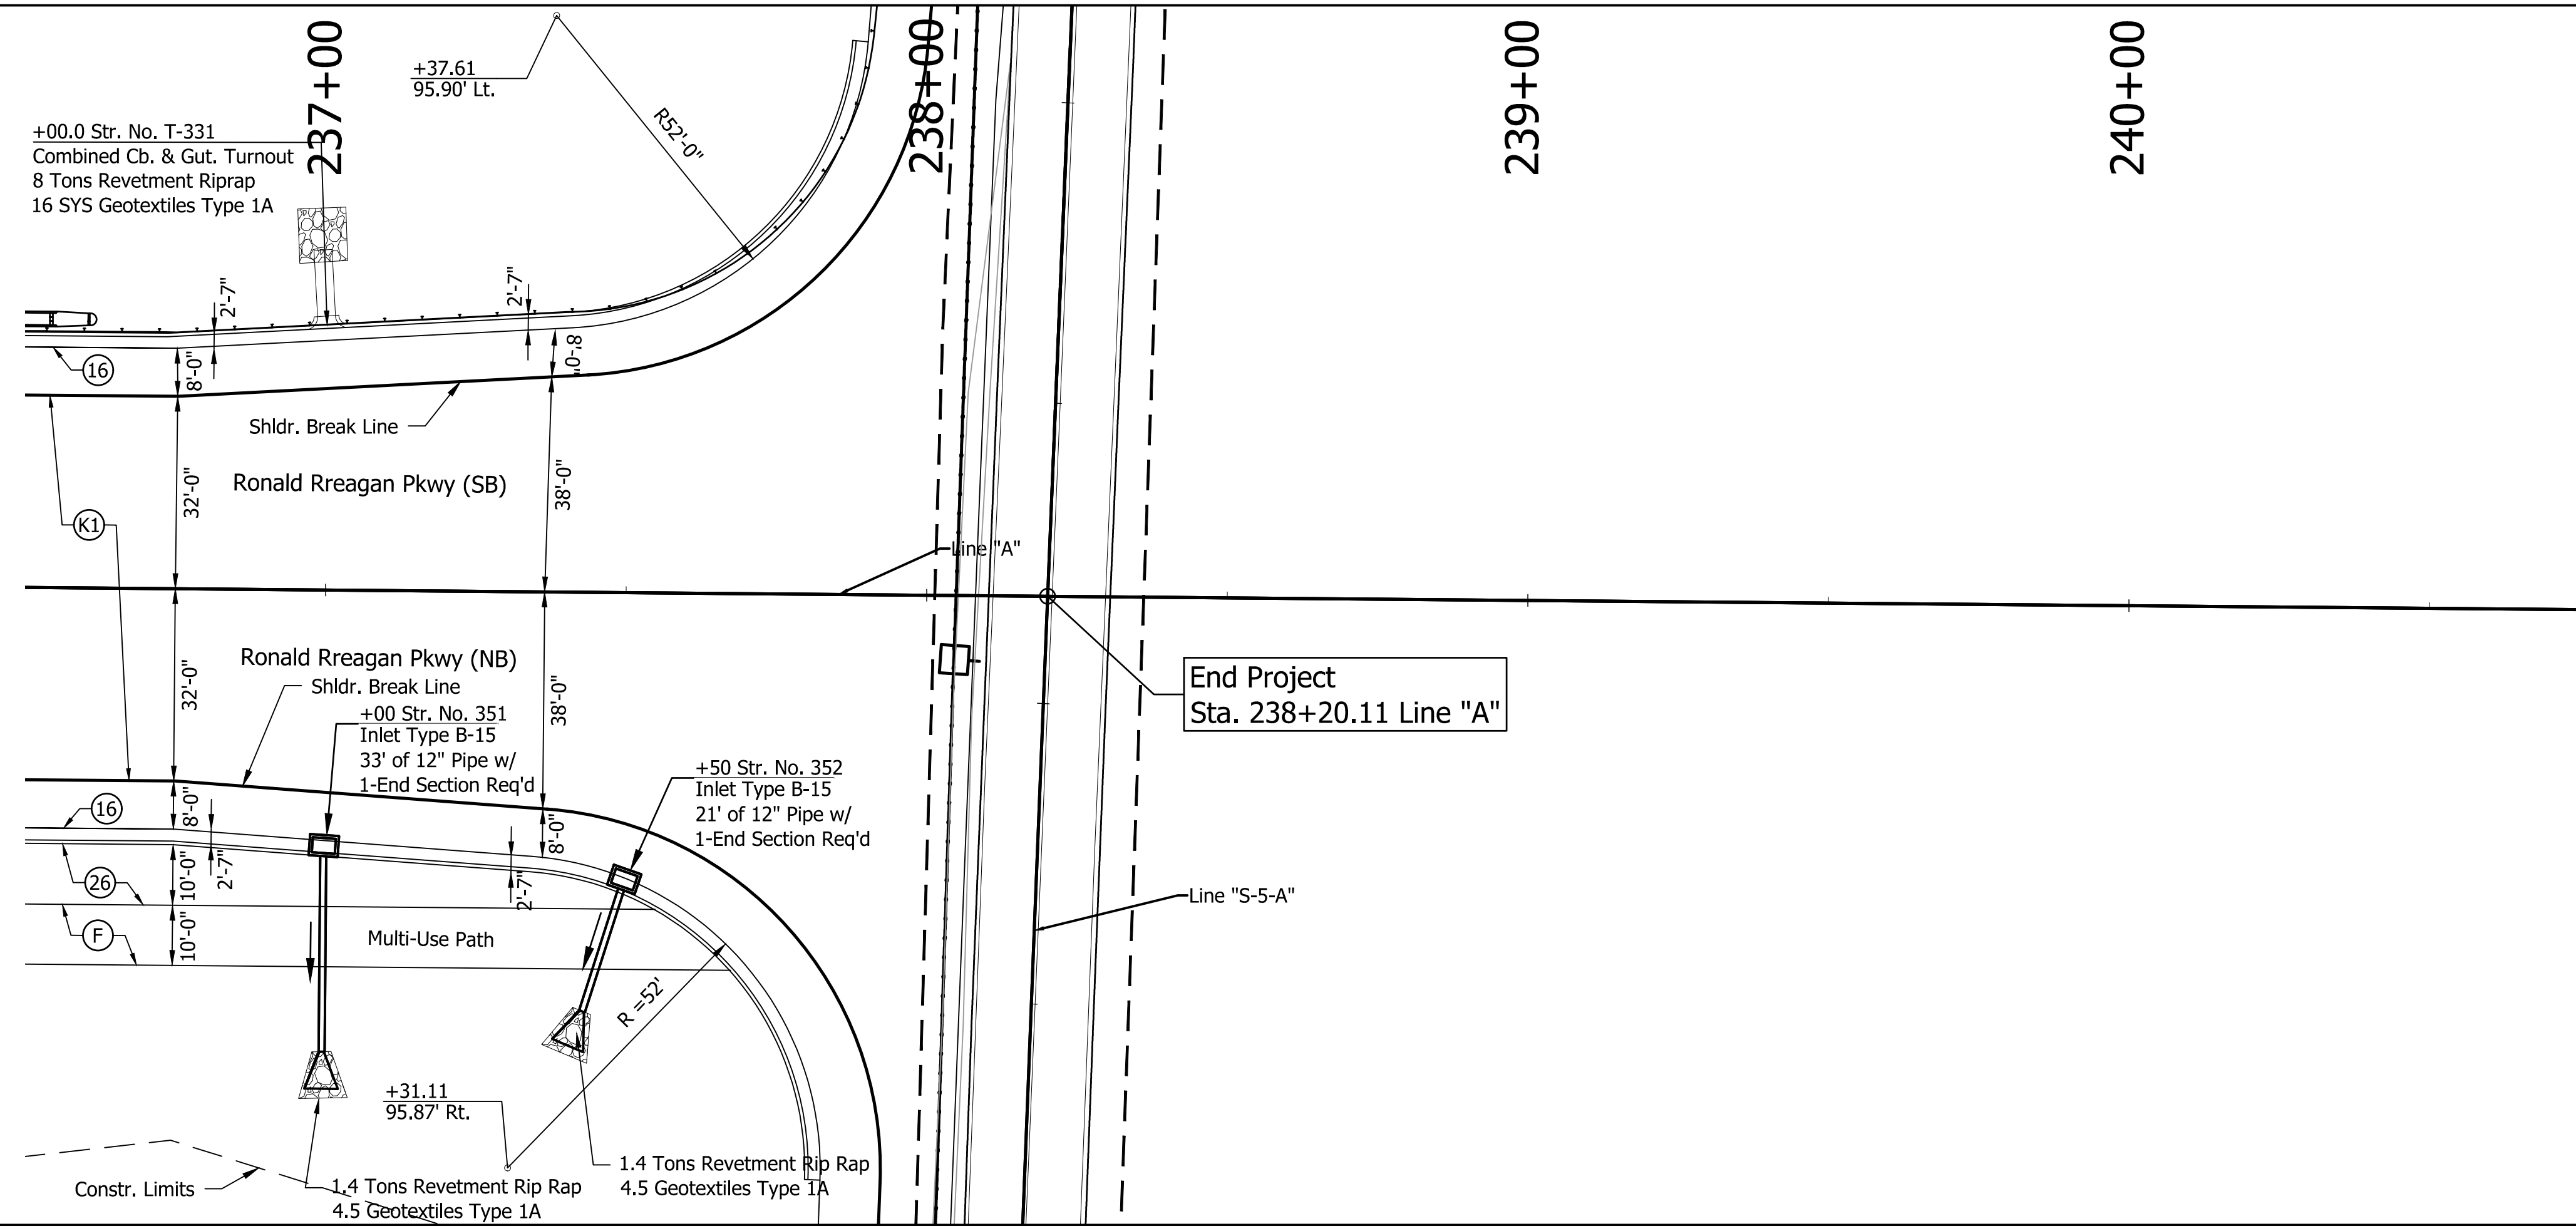 237+00
238+00
239+00
240+00
+37.61
95.90' Lt.
R52'-0"
+00.0 Str. No. T-331
Combined Cb. & Gut. Turnout
8 Tons Revetment Riprap
16 SYS Geotextiles Type 1A
2'-7"
2'-7"
16
8'-0"
8'-0"
Shldr. Break Line
Ronald Rreagan Pkwy (SB)
32'-0"
38'-0"
K1
Line "A"
Ronald Rreagan Pkwy (NB)
Shldr. Break Line
32'-0"
38'-0"
End Project
Sta. 238+20.11 Line "A"
+00 Str. No. 351
Inlet Type B-15
33' of 12" Pipe w/
1-End Section Req'd
+50 Str. No. 352
Inlet Type B-15
21' of 12" Pipe w/
1-End Section Req'd
16
8'-0"
8'-0"
2'-7"
2'-7"
26
10'-0"
F
10'-0"
Multi-Use Path
Line "S-5-A"
R =52'
+31.11
95.87' Rt.
1.4 Tons Revetment Rip Rap
4.5 Geotextiles Type 1A
Constr. Limits
1.4 Tons Revetment Rip Rap
4.5 Geotextiles Type 1A